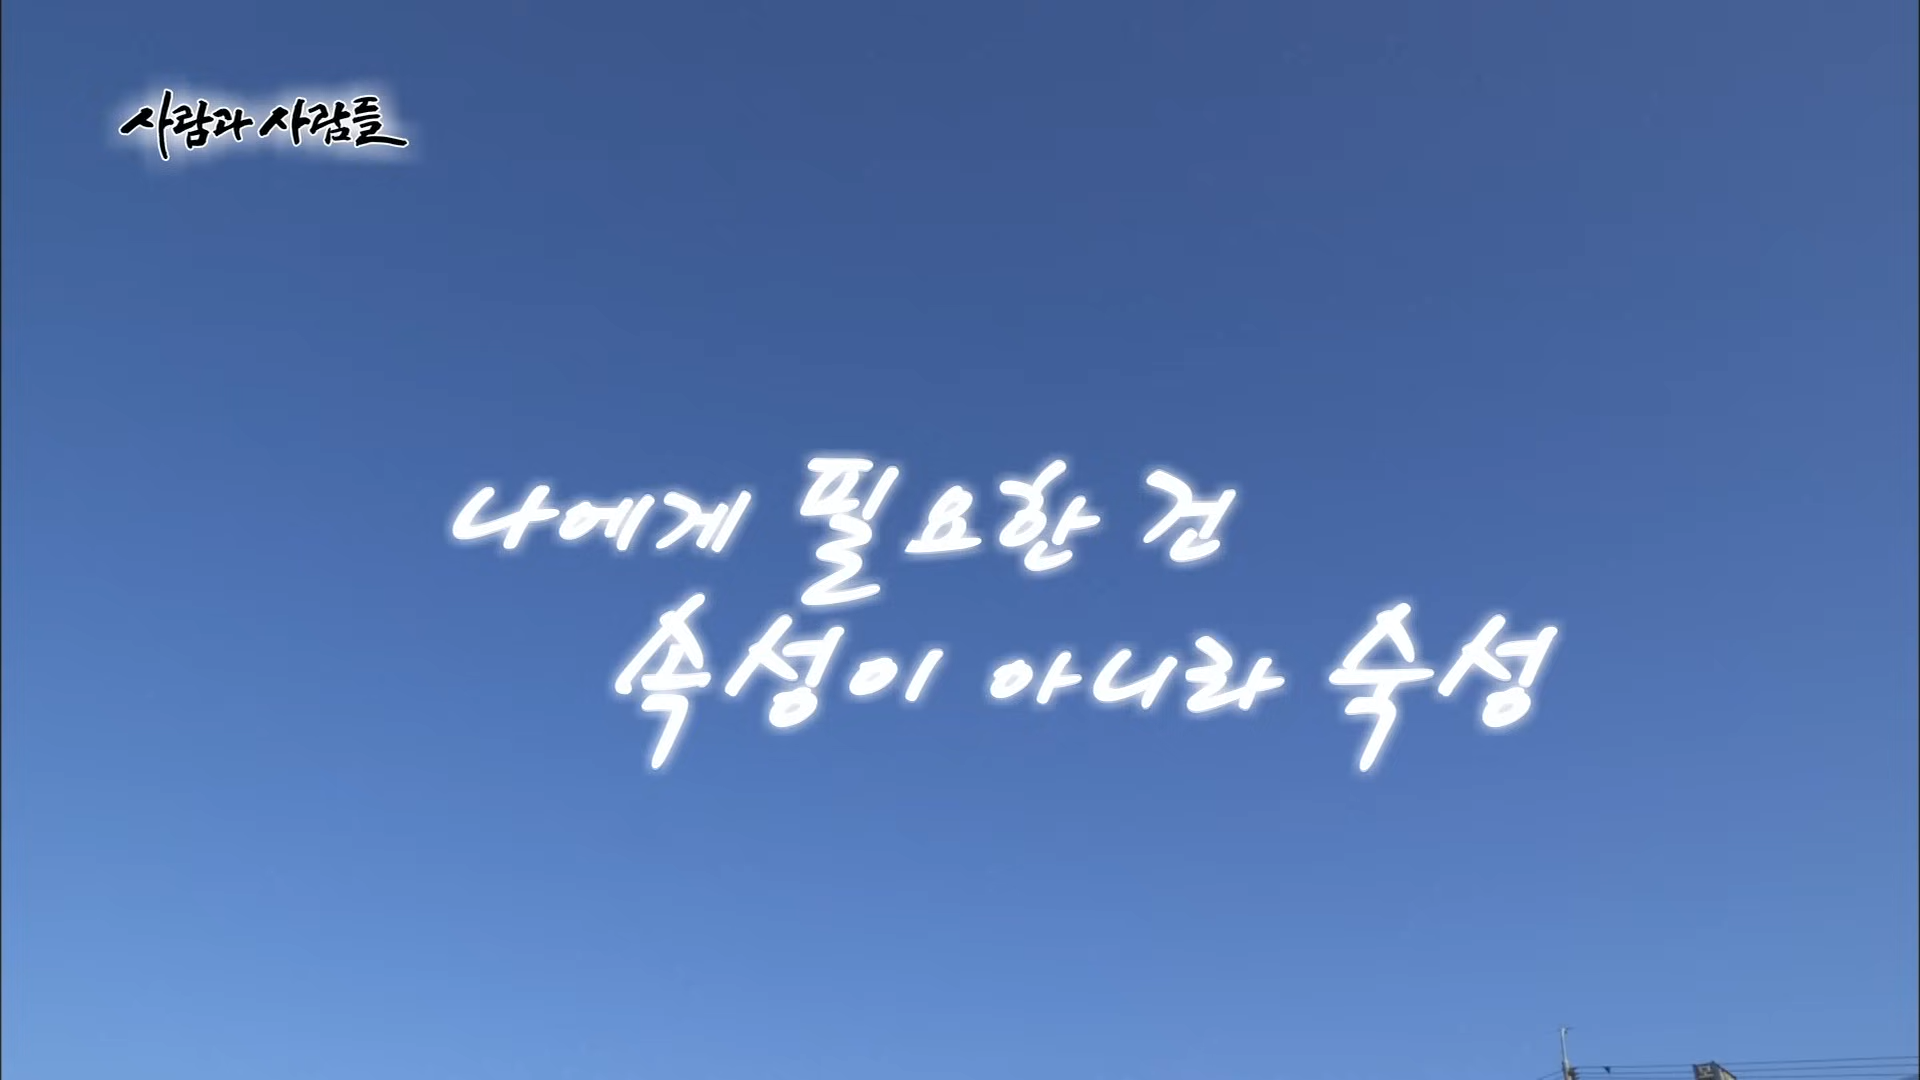 사람과 사람들
나에게 필요한 건
속성이 아니라 숙성